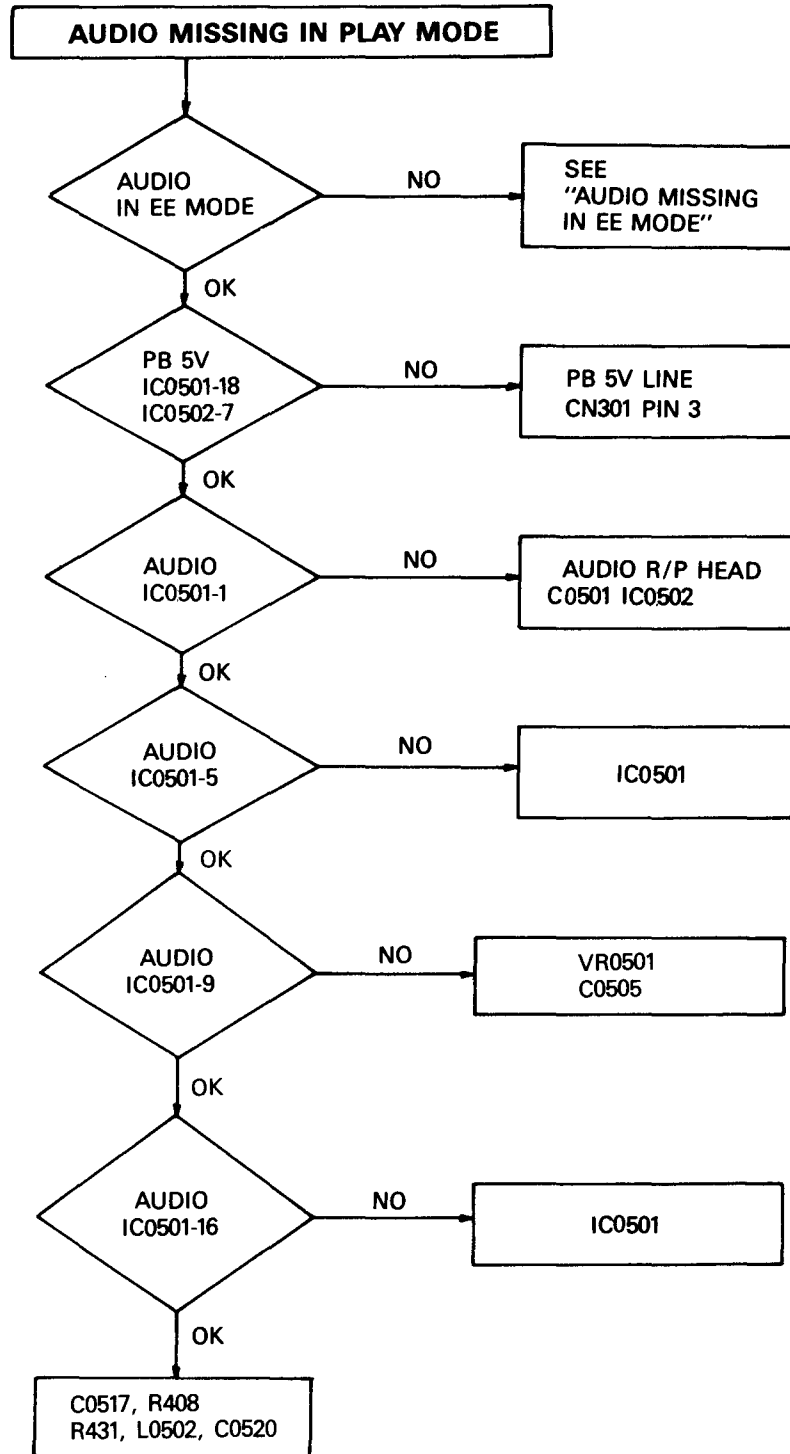 AUDIO MISSING IN PLAY MODE
AUDIO
IN EE MODE
NO
SEE
"AUDIO MISSING
IN EE MODE"
OK
PB 5V
IC0501-18
IC0502-7
NO
PB 5V LINE
CN301 PIN 3
OK
AUDIO
IC0501-1
NO
AUDIO R/P HEAD
C0501 IC0502
OK
AUDIO
IC0501-5
NO
IC0501
OK
AUDIO
IC0501-9
NO
VR0501
C0505
OK
AUDIO
IC0501-16
NO
IC0501
OK
C0517, R408
R431, L0502, C0520